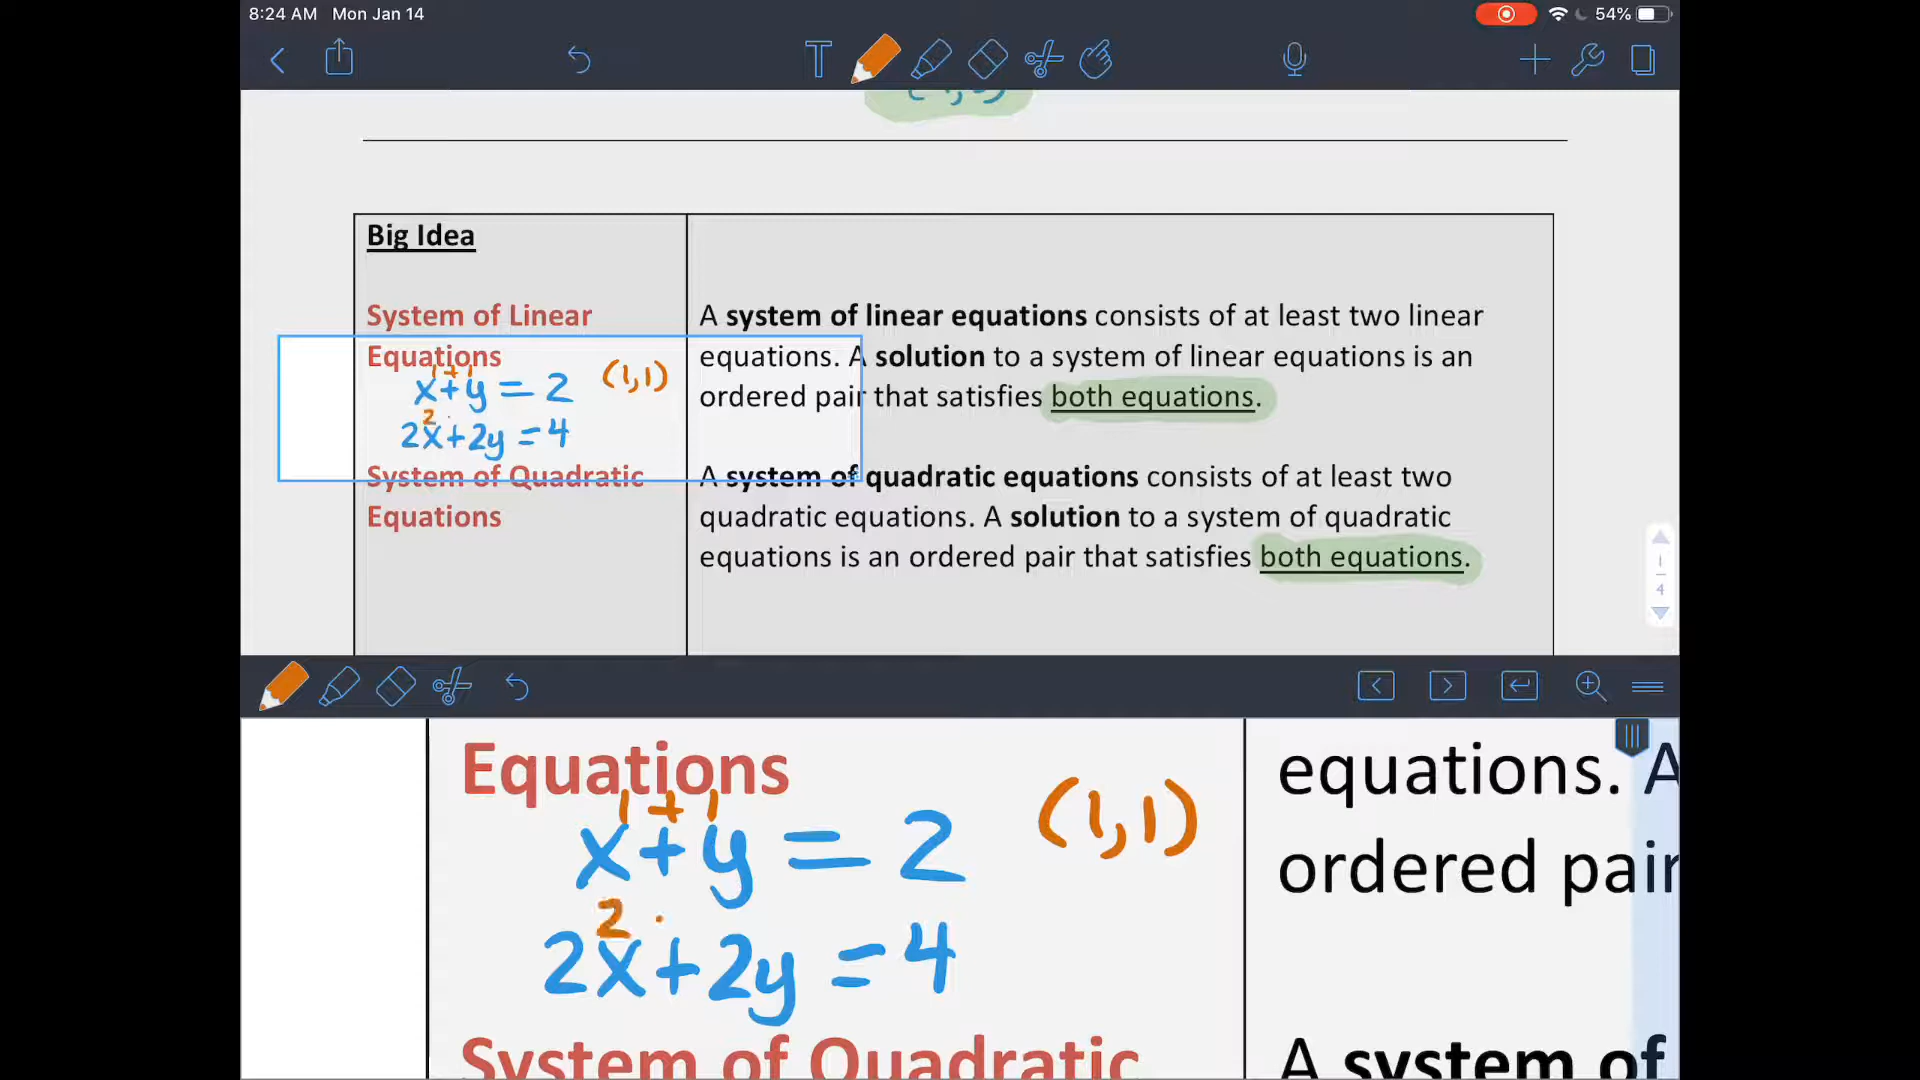 8:24 AM Mon Jan 14
54%
T
Big Idea
System of Linear
Equations
1 + 1
x+y = 2 (1,1)
2
2x+2y = 4
System of Quadratic
Equations
A system of linear equations consists of at least two linear
equations. A solution to a system of linear equations is an
ordered pair that satisfies both equations.
A system of quadratic equations consists of at least two
quadratic equations. A solution to a system of quadratic
equations is an ordered pair that satisfies both equations.
1
4
Equations
1 + 1
x+y = 2 (1,1)
2
2x+2y = 4
System of Quadratic
equations. A
ordered pair
A system of